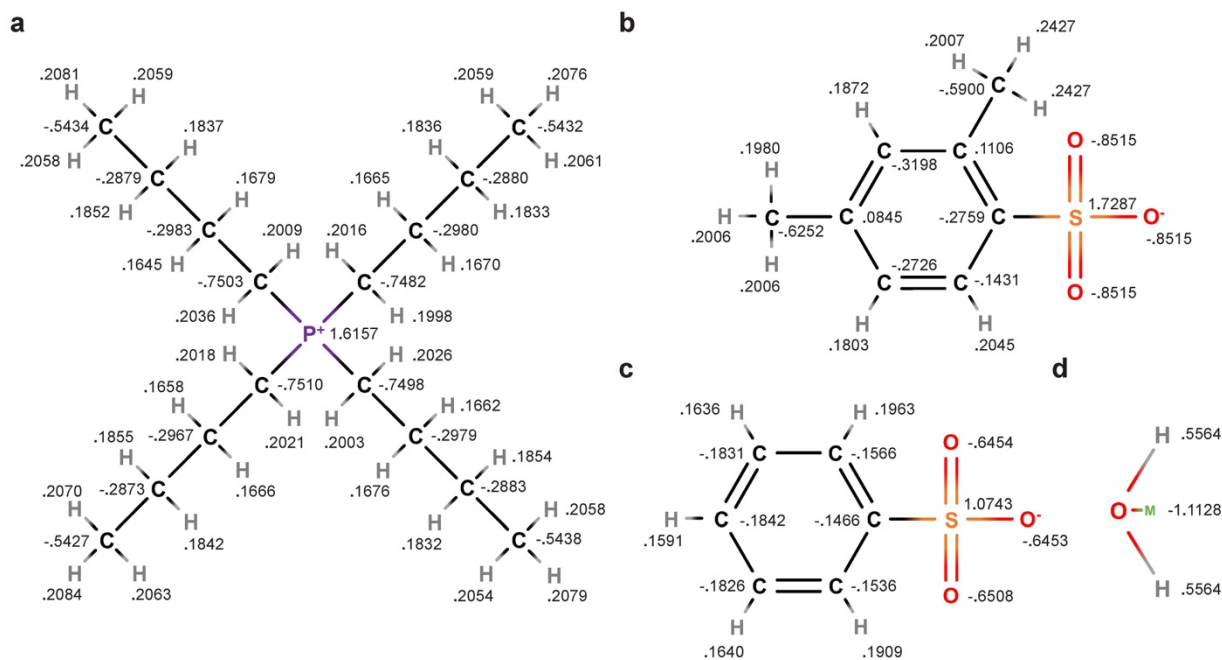 a
.2081 .2059 .2059 .2076
H H H H
-.5434 C .1837 .1836 C -.5432
.2058 H H H H .2061
-.2879 C .1679 .1665 C -.2880
.1852 H H H H .1833
-.2983 C .2009 .2016 C -.2980
.1645 H H H H .1670
-.7503 C C -.7482
.2036 H H .1998
P+ 1.6157
.2018 H H .2026
.1658 C -.7510 C -.7498 .1662
H H H H
.1855 -.2967 C .2021 .2003 C -.2979 .1854
H H H H
.2070 -.2873 C .1666 .1676 C -.2883 .2058
H H H H
-.5427 C .1842 .1832 C -.5438
H H H H
.2084 .2063 .2054 .2079
b
.2007 .2427
H H
.1872 -.5900 C .2427
H H
.1980 C -.3198 C .1106 O -.8515
H
H C .0845 C -.2759 C S 1.7287 O-
.2006 -.6252 -.8515
H
.2006 -.2726 C C -.1431 O -.8515
H H
.1803 .2045
c
.1636 H H .1963
-.1831 C C -.1566 O -.6454
H C -.1842 -.1466 C S 1.0743 O-
.1591 -.6453
-.1826 C C -.1536 O -.6508
H H
.1640 .1909
d
H .5564
O M -1.1128
H .5564